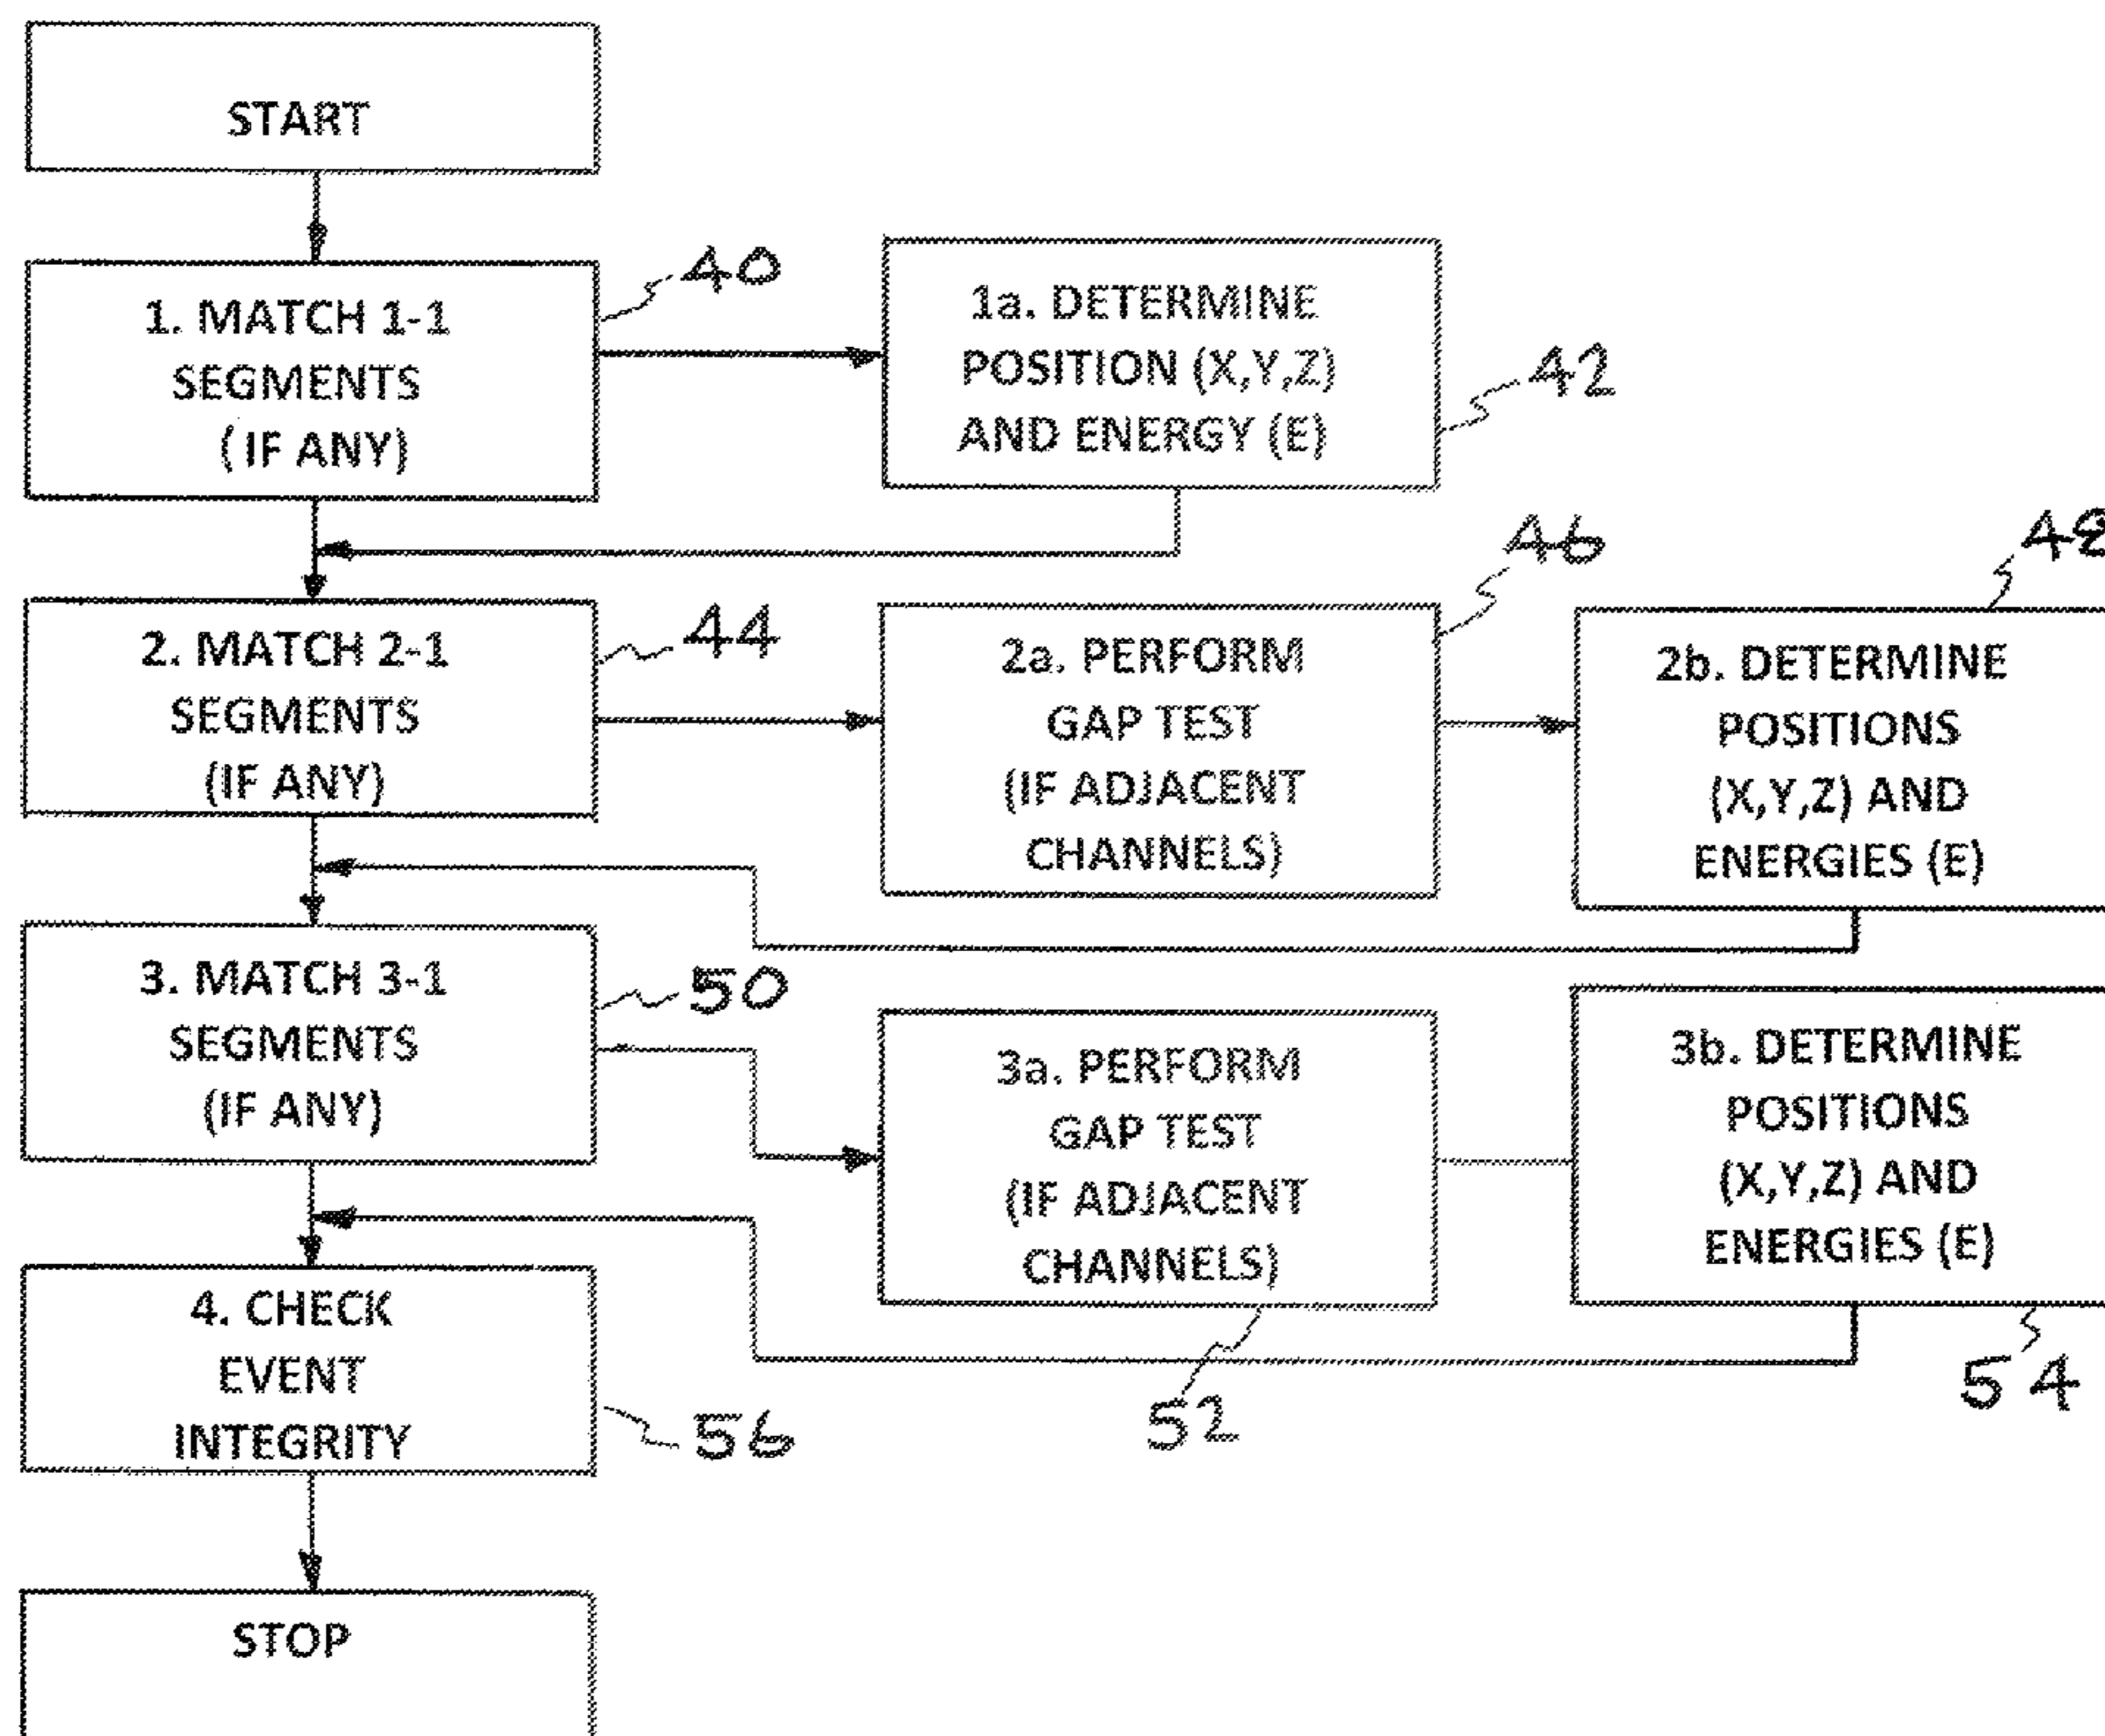 START
1. MATCH 1-1
SEGMENTS
( IF ANY)
40
1a. DETERMINE
POSITION (X,Y,Z)
AND ENERGY (E)
42
2. MATCH 2-1
SEGMENTS
(IF ANY)
44
2a. PERFORM
GAP TEST
(IF ADJACENT
CHANNELS)
46
2b. DETERMINE
POSITIONS
(X,Y,Z) AND
ENERGIES (E)
48
3. MATCH 3-1
SEGMENTS
(IF ANY)
50
3a. PERFORM
GAP TEST
(IF ADJACENT
CHANNELS)
52
3b. DETERMINE
POSITIONS
(X,Y,Z) AND
ENERGIES (E)
54
4. CHECK
EVENT
INTEGRITY
56
STOP